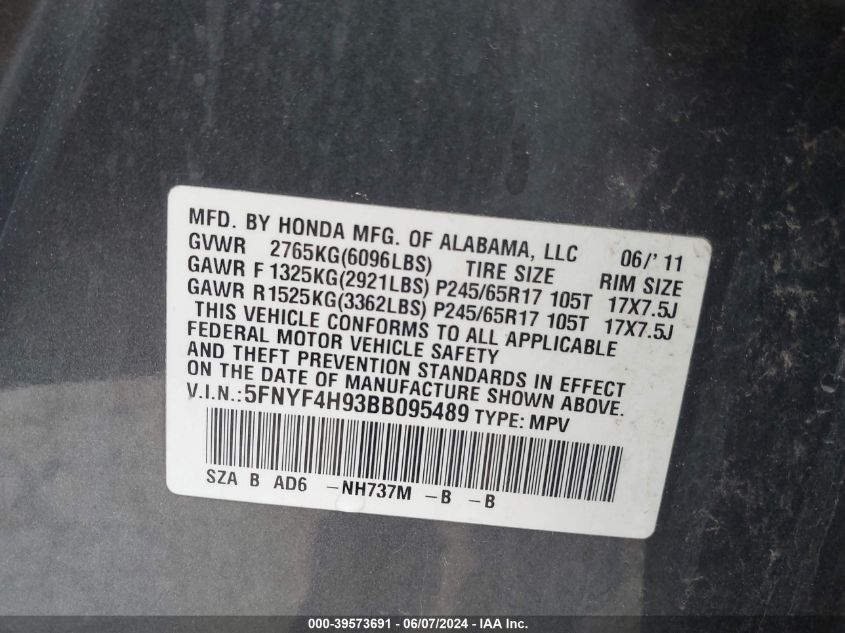 MFD. BY HONDA MFG. OF ALABAMA, LLC 06/' 11
GVWR 2765KG(6096LBS) TIRE SIZE RIM SIZE
GAWR F 1325KG(2921LBS) P245/65R17 105T 17X7.5J
GAWR R1525KG(3362LBS) P245/65R17 105T 17X7.5J
THIS VEHICLE CONFORMS TO ALL APPLICABLE
FEDERAL MOTOR VEHICLE SAFETY
AND THEFT PREVENTION STANDARDS IN EFFECT
ON THE DATE OF MANUFACTURE SHOWN ABOVE.
V.I.N.:5FNYF4H93BB095489 TYPE: MPV
SZA B AD6 -NH737M -B -B
000-39573691 - 06/07/2024 - IAA Inc.